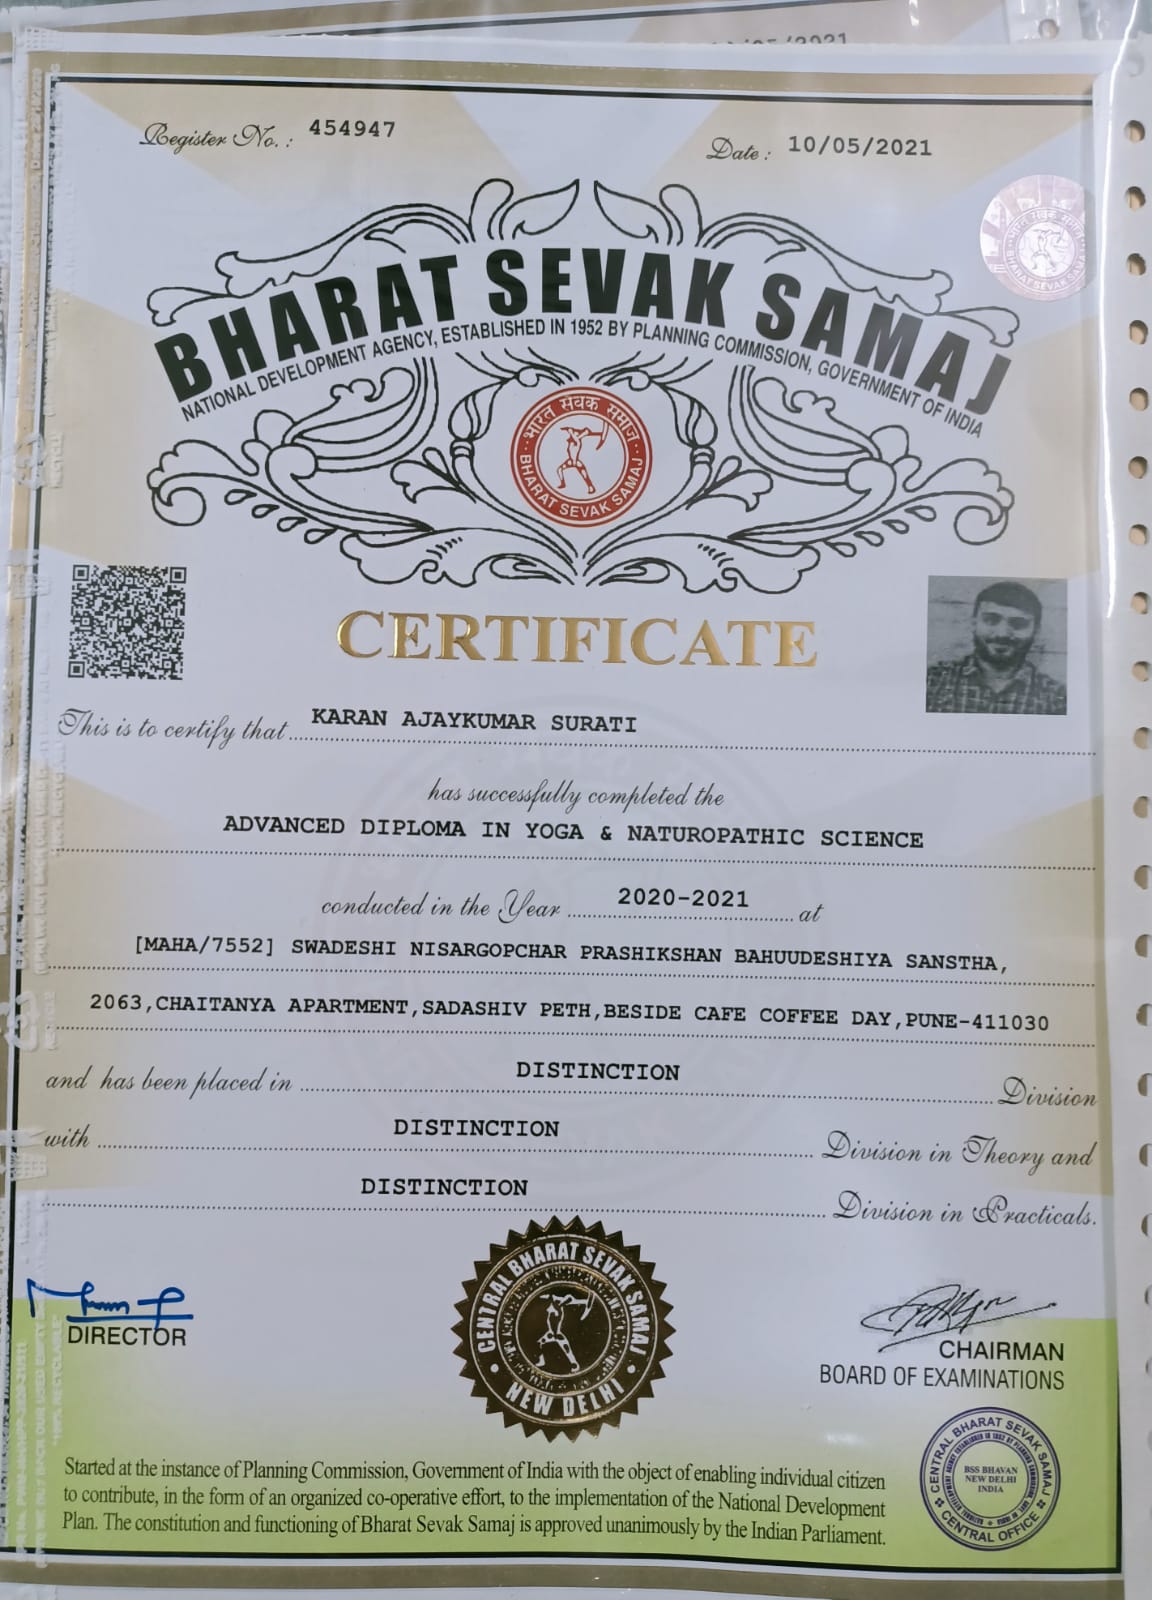 Register No. : 454947
Date : 10/05/2021
BHARAT SEVAK SAMAJ
NATIONAL DEVELOPMENT AGENCY, ESTABLISHED IN 1952 BY PLANNING COMMISSION, GOVERNMENT OF INDIA
भारत सेवक समाज
BHARAT SEVAK SAMAJ
CERTIFICATE
This is to certify that KARAN AJAYKUMAR SURATI
has successfully completed the
ADVANCED DIPLOMA IN YOGA & NATUROPATHIC SCIENCE
conducted in the Year 2020-2021 at
[MAHA/7552] SWADESHI NISARGOPCHAR PRASHIKSHAN BAHUUDESHIYA SANSTHA,
2063,CHAITANYA APARTMENT,SADASHIV PETH,BESIDE CAFE COFFEE DAY,PUNE-411030
and has been placed in DISTINCTION Division
with DISTINCTION Division in Theory and
DISTINCTION Division in Practicals.
CENTRAL BHARAT SEVAK SAMAJ
NEW DELHI
DIRECTOR
CHAIRMAN
BOARD OF EXAMINATIONS
Started at the instance of Planning Commission, Government of India with the object of enabling individual citizen
to contribute, in the form of an organized co-operative effort, to the implementation of the National Development
Plan. The constitution and functioning of Bharat Sevak Samaj is approved unanimously by the Indian Parliament.
CENTRAL BHARAT SEVAK SAMAJ
BSS BHAVAN
NEW DELHI
INDIA
CENTRAL OFFICE